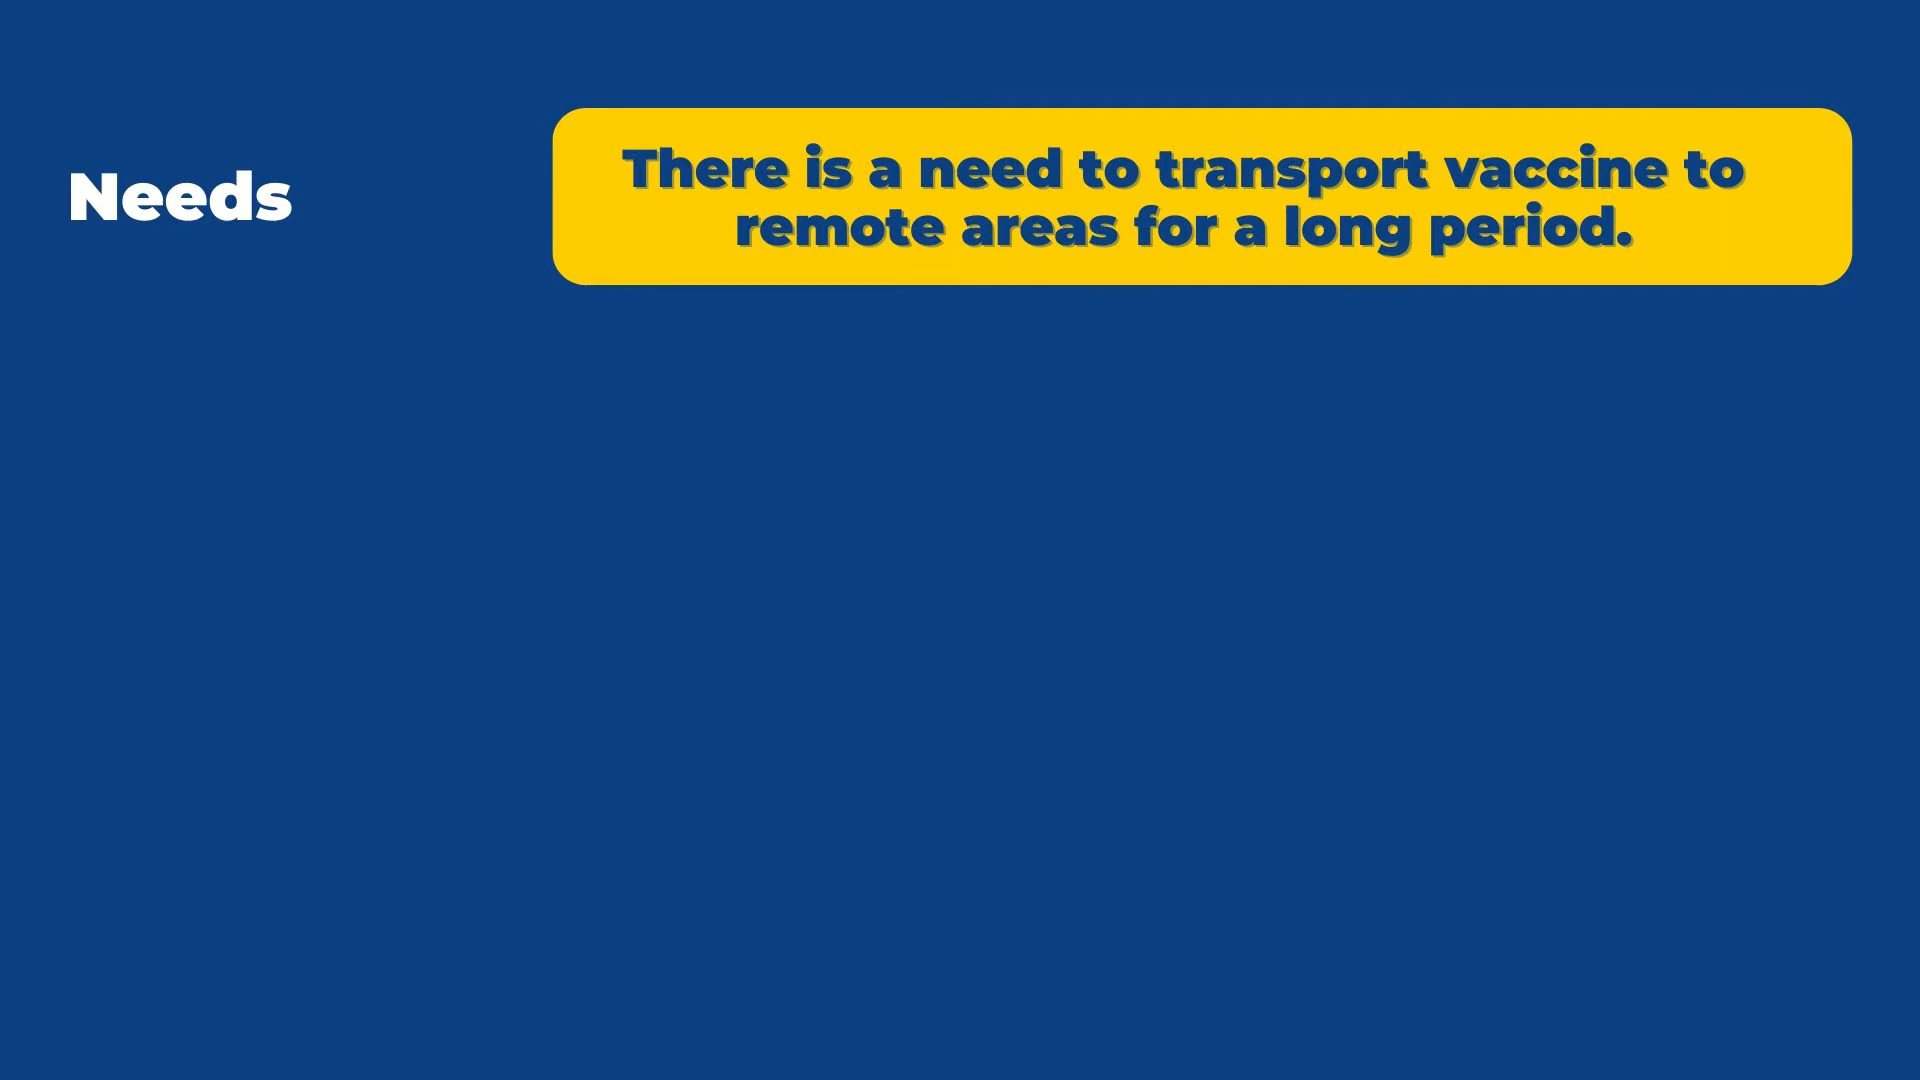 Needs
There is a need to transport vaccine to
remote areas for a long period.